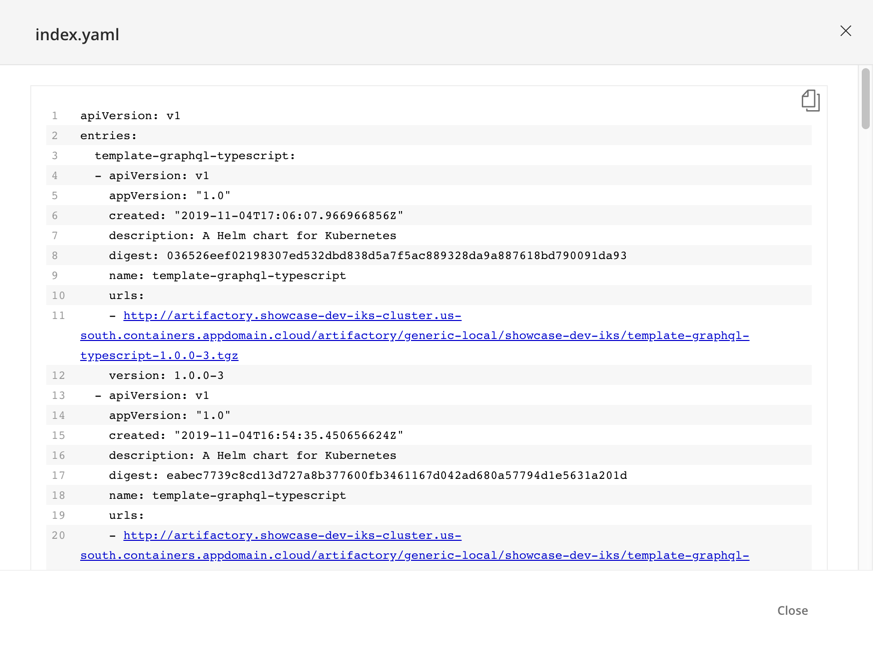 index.yaml
1 apiVersion: v1
2 entries:
3 template-graphql-typescript:
4 - apiVersion: v1
5 appVersion: "1.0"
6 created: "2019-11-04T17:06:07.966966856Z"
7 description: A Helm chart for Kubernetes
8 digest: 036526eef02198307ed532dbd838d5a7f5ac889328da9a887618bd790091da93
9 name: template-graphql-typescript
10 urls:
11 - http://artifactory.showcase-dev-iks-cluster.us-
south.containers.appdomain.cloud/artifactory/generic-local/showcase-dev-iks/template-graphql-
typescript-1.0.0-3.tgz
12 version: 1.0.0-3
13 - apiVersion: v1
14 appVersion: "1.0"
15 created: "2019-11-04T16:54:35.450656624Z"
16 description: A Helm chart for Kubernetes
17 digest: eabec7739c8cd13d727a8b377600fb3461167d042ad680a57794d1e5631a201d
18 name: template-graphql-typescript
19 urls:
20 - http://artifactory.showcase-dev-iks-cluster.us-
south.containers.appdomain.cloud/artifactory/generic-local/showcase-dev-iks/template-graphql-
Close